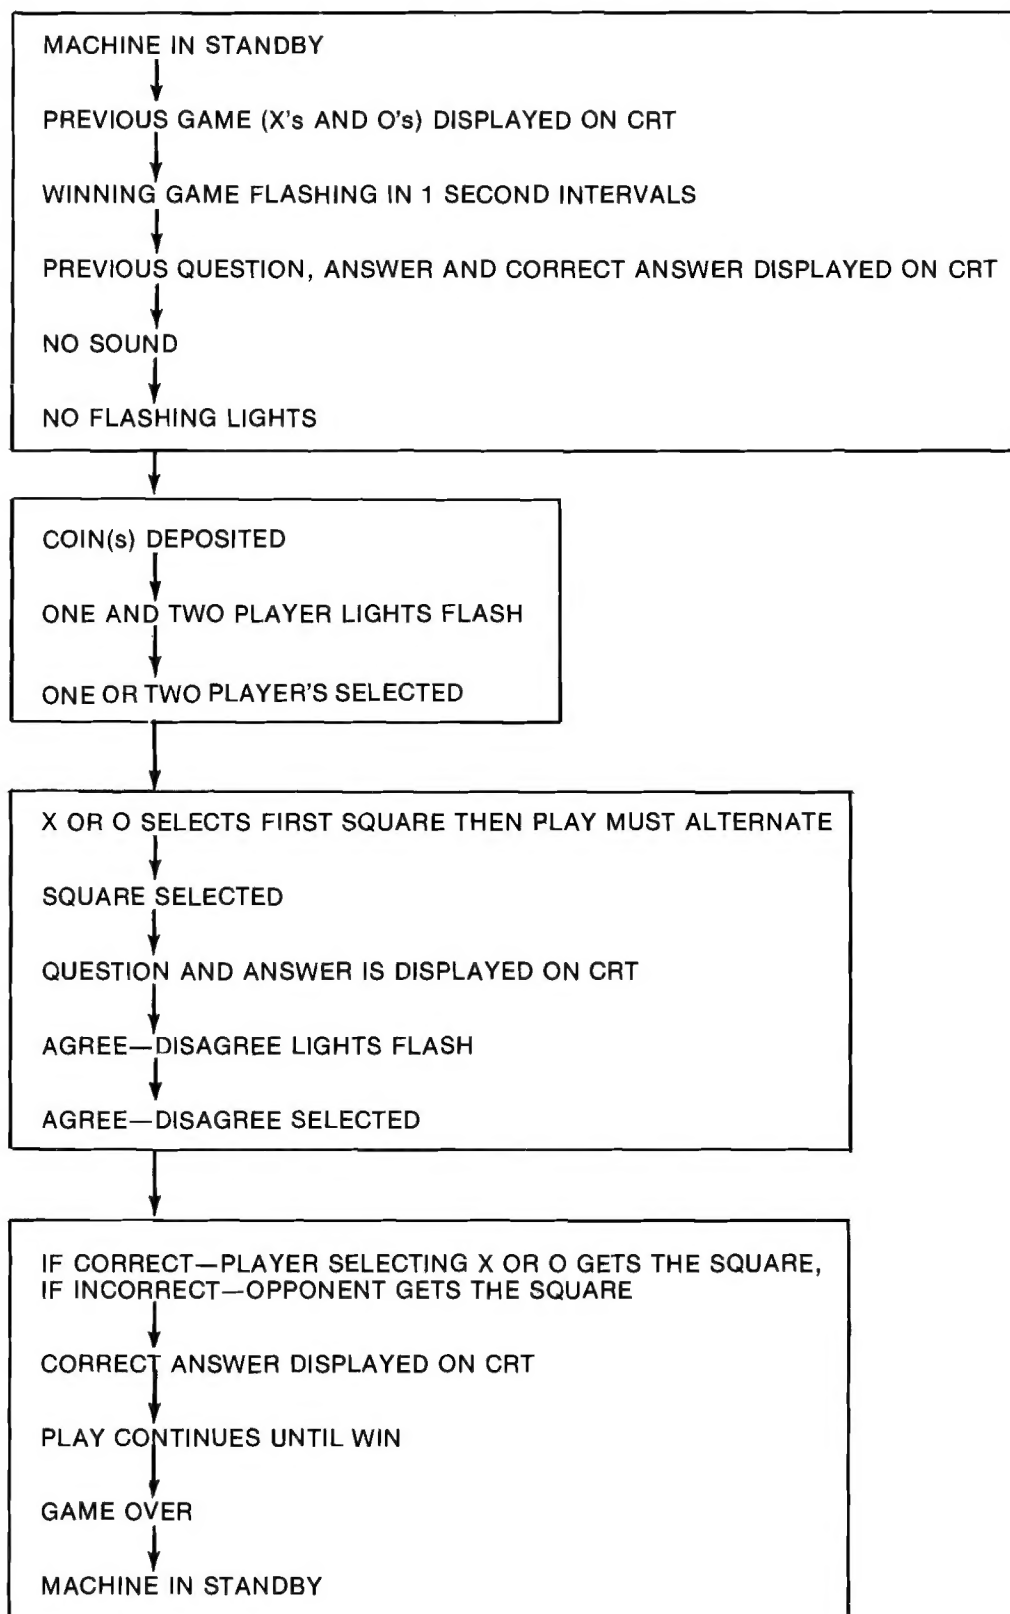 MACHINE IN STANDBY
PREVIOUS GAME (X's AND O's) DISPLAYED ON CRT
WINNING GAME FLASHING IN 1 SECOND INTERVALS
PREVIOUS QUESTION, ANSWER AND CORRECT ANSWER DISPLAYED ON CRT
NO SOUND
NO FLASHING LIGHTS
COIN(s) DEPOSITED
ONE AND TWO PLAYER LIGHTS FLASH
ONE OR TWO PLAYER'S SELECTED
X OR O SELECTS FIRST SQUARE THEN PLAY MUST ALTERNATE
SQUARE SELECTED
QUESTION AND ANSWER IS DISPLAYED ON CRT
AGREE—DISAGREE LIGHTS FLASH
AGREE—DISAGREE SELECTED
IF CORRECT—PLAYER SELECTING X OR O GETS THE SQUARE,
IF INCORRECT—OPPONENT GETS THE SQUARE
CORRECT ANSWER DISPLAYED ON CRT
PLAY CONTINUES UNTIL WIN
GAME OVER
MACHINE IN STANDBY